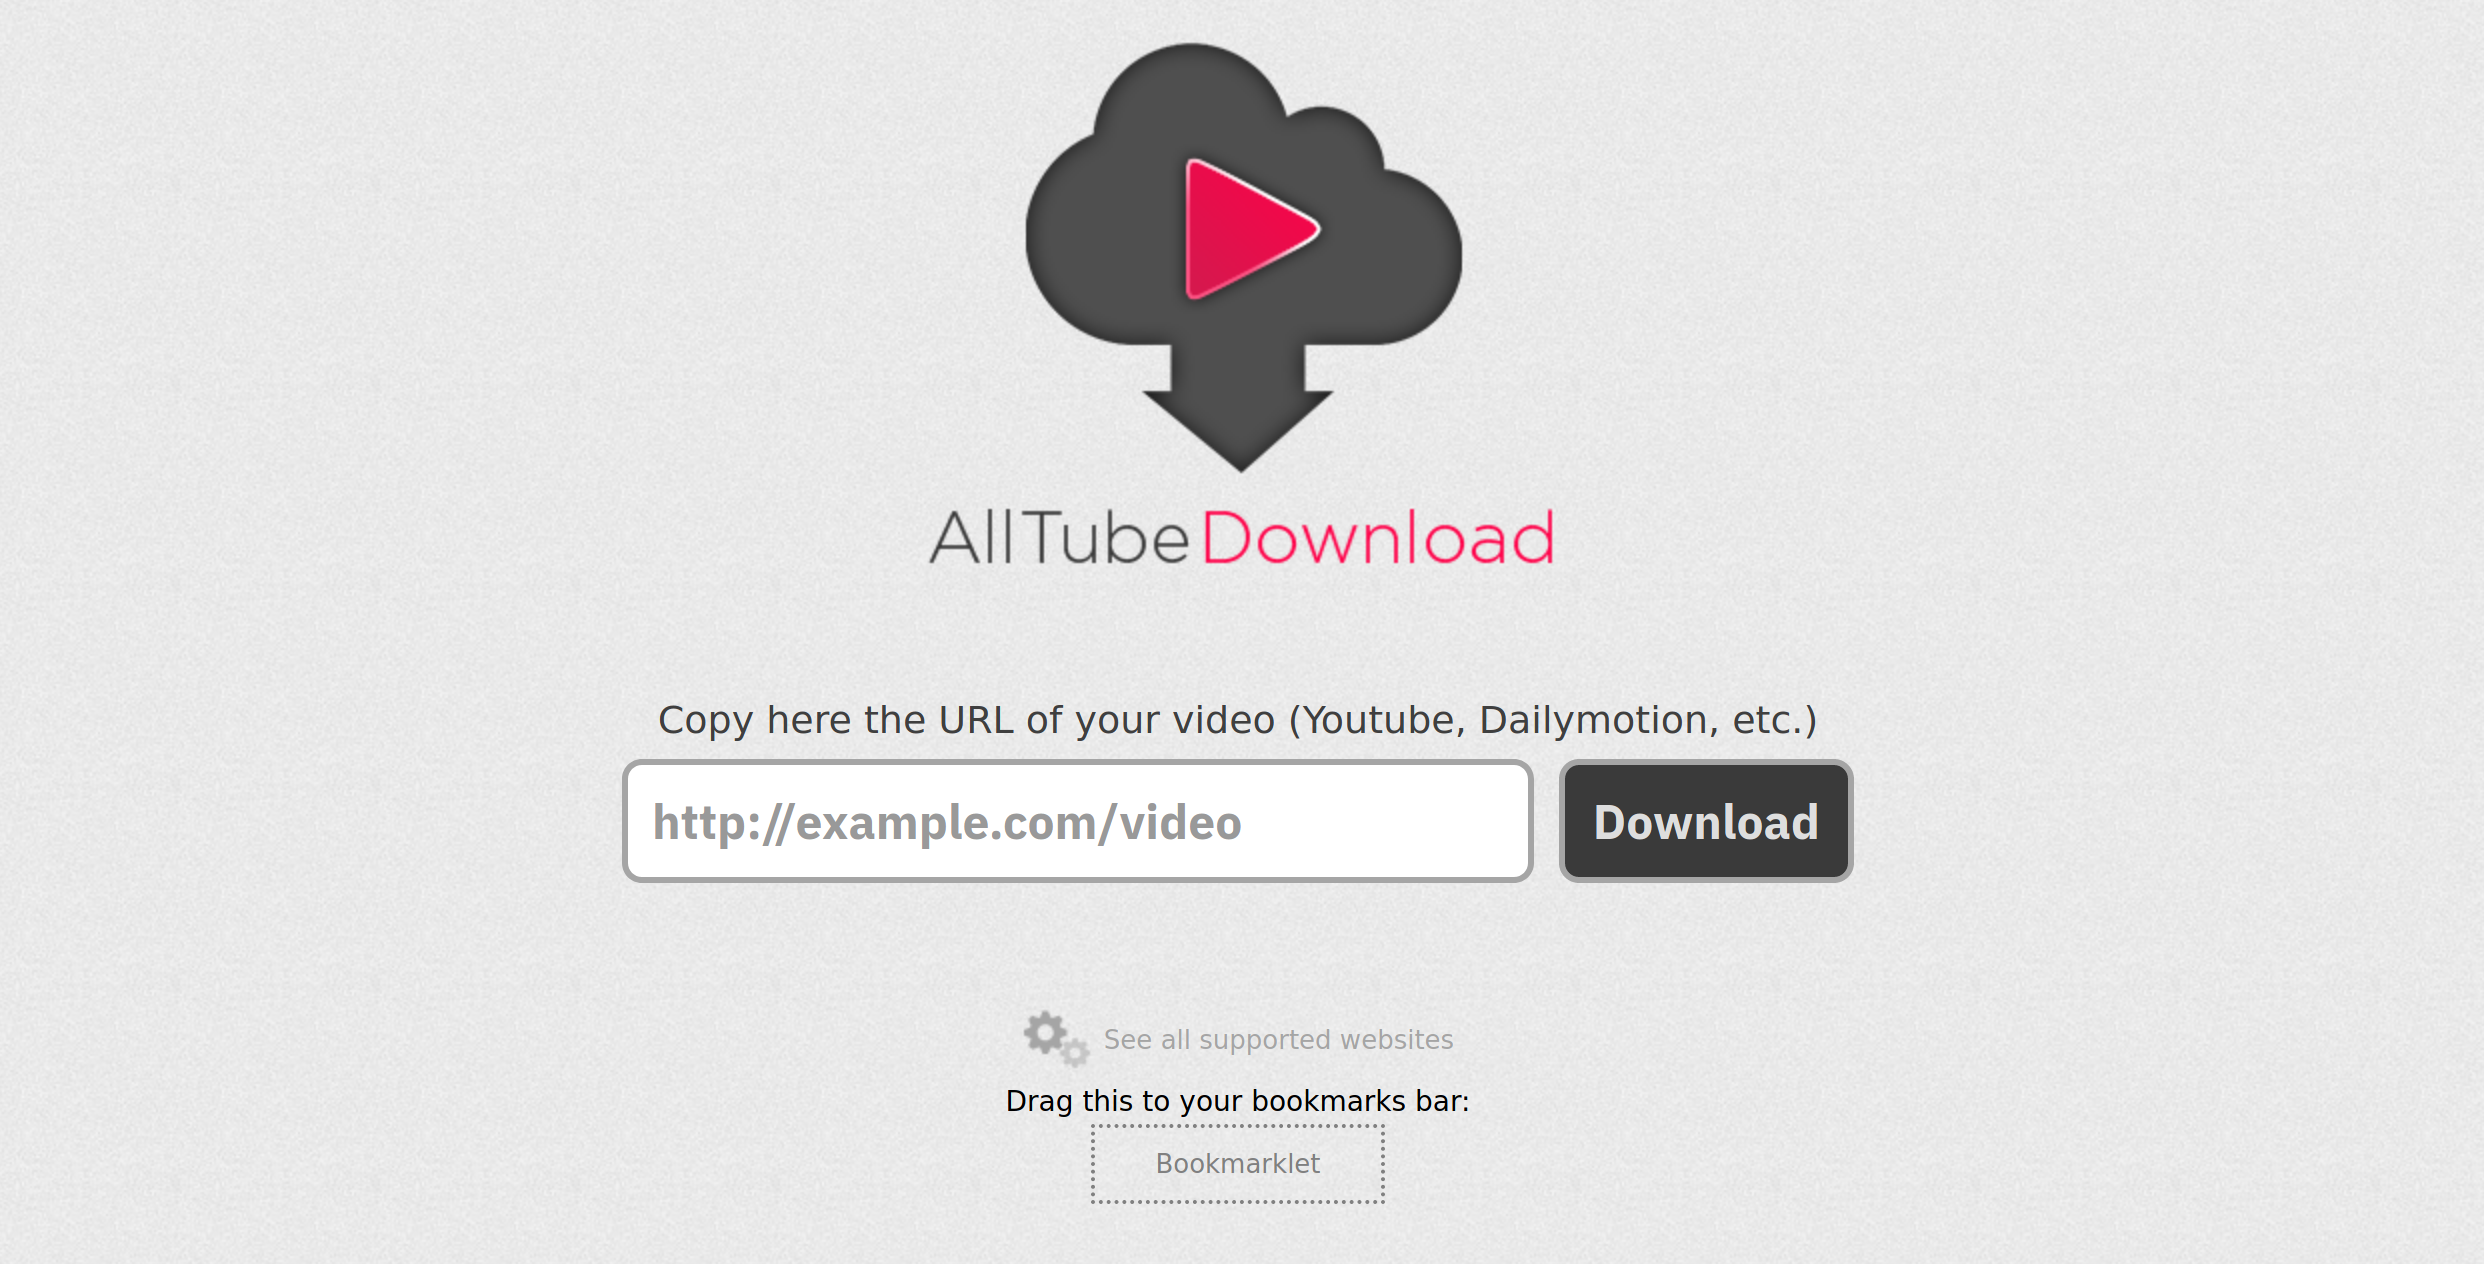 AllTube Download
Copy here the URL of your video (Youtube, Dailymotion, etc.)
http://example.com/video
Download
See all supported websites
Drag this to your bookmarks bar:
Bookmarklet